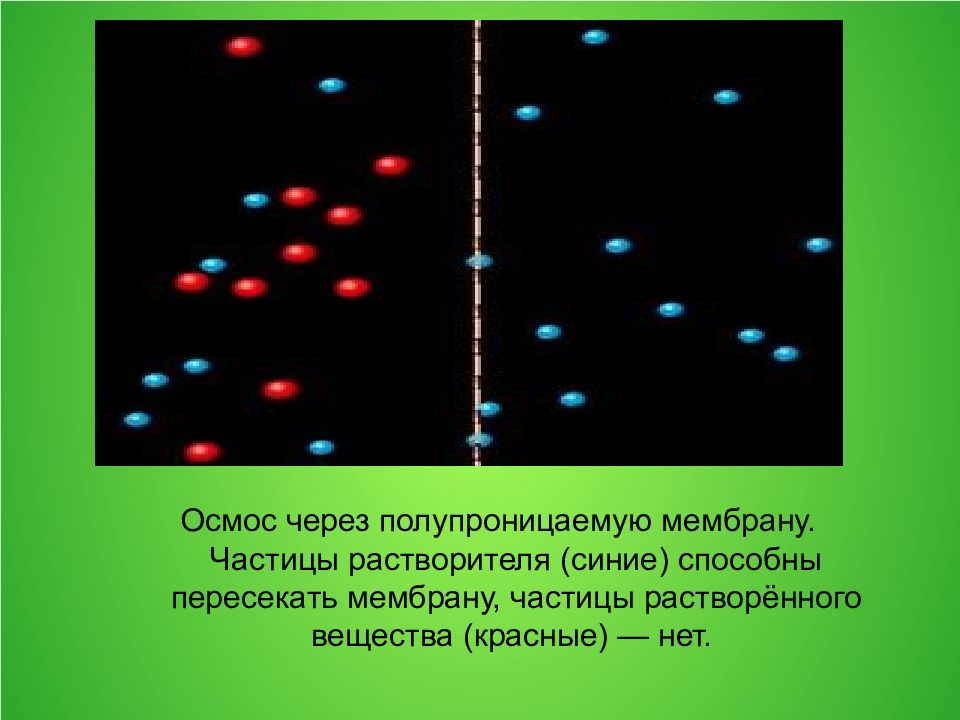 Осмос через полупроницаемую мембрану.
Частицы растворителя (синие) способны
пересекать мембрану, частицы растворённого
вещества (красные) — нет.